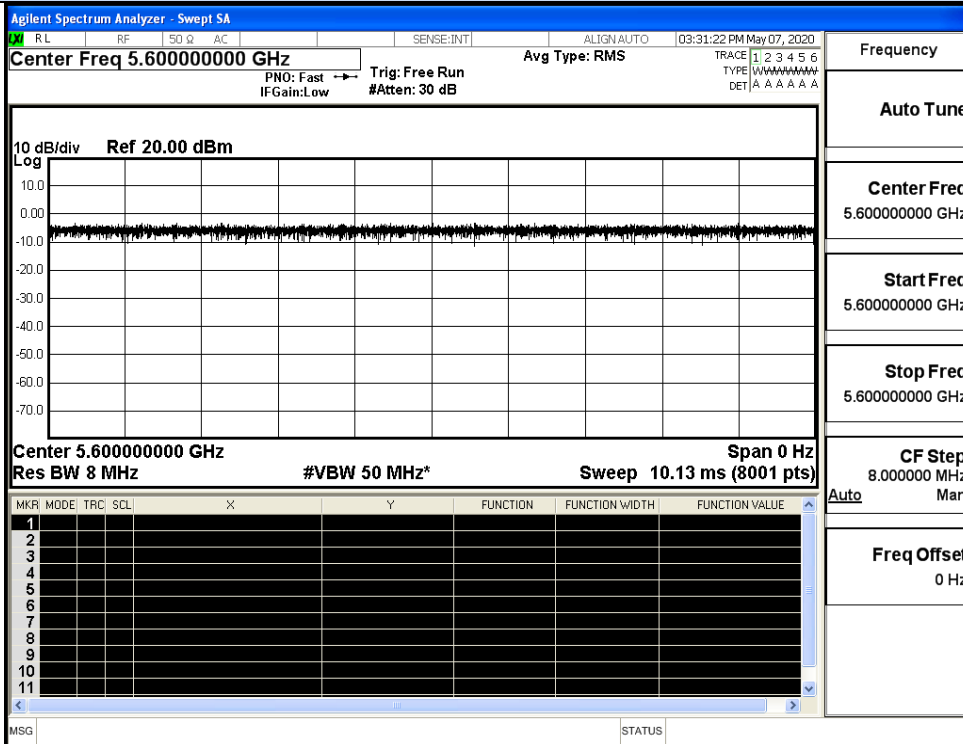 Agilent Spectrum Analyzer - Swept SA
LXI RL RF 50 Ω AC SENSE:INT ALIGN AUTO 03:31:22 PM May 07, 2020
Center Freq 5.600000000 GHz Avg Type: RMS TRACE 1 2 3 4 5 6
PNO: Fast Trig: Free Run TYPE WWWWWW
IFGain:Low #Atten: 30 dB DET A A A A A A
10 dB/div Ref 20.00 dBm
Log
10.0
0.00
-10.0
-20.0
-30.0
-40.0
-50.0
-60.0
-70.0
Center 5.600000000 GHz Span 0 Hz
Res BW 8 MHz #VBW 50 MHz* Sweep 10.13 ms (8001 pts)
MKR MODE TRC SCL X Y FUNCTION FUNCTION WIDTH FUNCTION VALUE
1
2
3
4
5
6
7
8
9
10
11
MSG STATUS
Frequency
Auto Tune
Center Freq
5.600000000 GHz
Start Freq
5.600000000 GHz
Stop Freq
5.600000000 GHz
CF Step
8.000000 MHz
Auto Man
Freq Offset
0 Hz